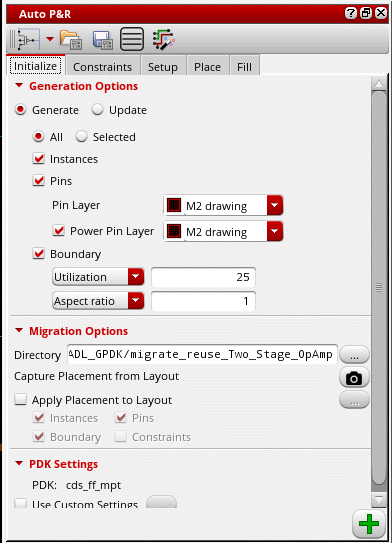 Auto P&R
Initialize Constraints Setup Place Fill
Generation Options
Generate Update
All Selected
Instances
Pins
Pin Layer M2 drawing
Power Pin Layer M2 drawing
Boundary
Utilization 25
Aspect ratio 1
Migration Options
Directory ADL_GPDK/migrate_reuse_Two_Stage_OpAmp ...
Capture Placement from Layout
Apply Placement to Layout ...
Instances Pins
Boundary Constraints
PDK Settings
PDK: cds_ff_mpt
Use Custom Settings